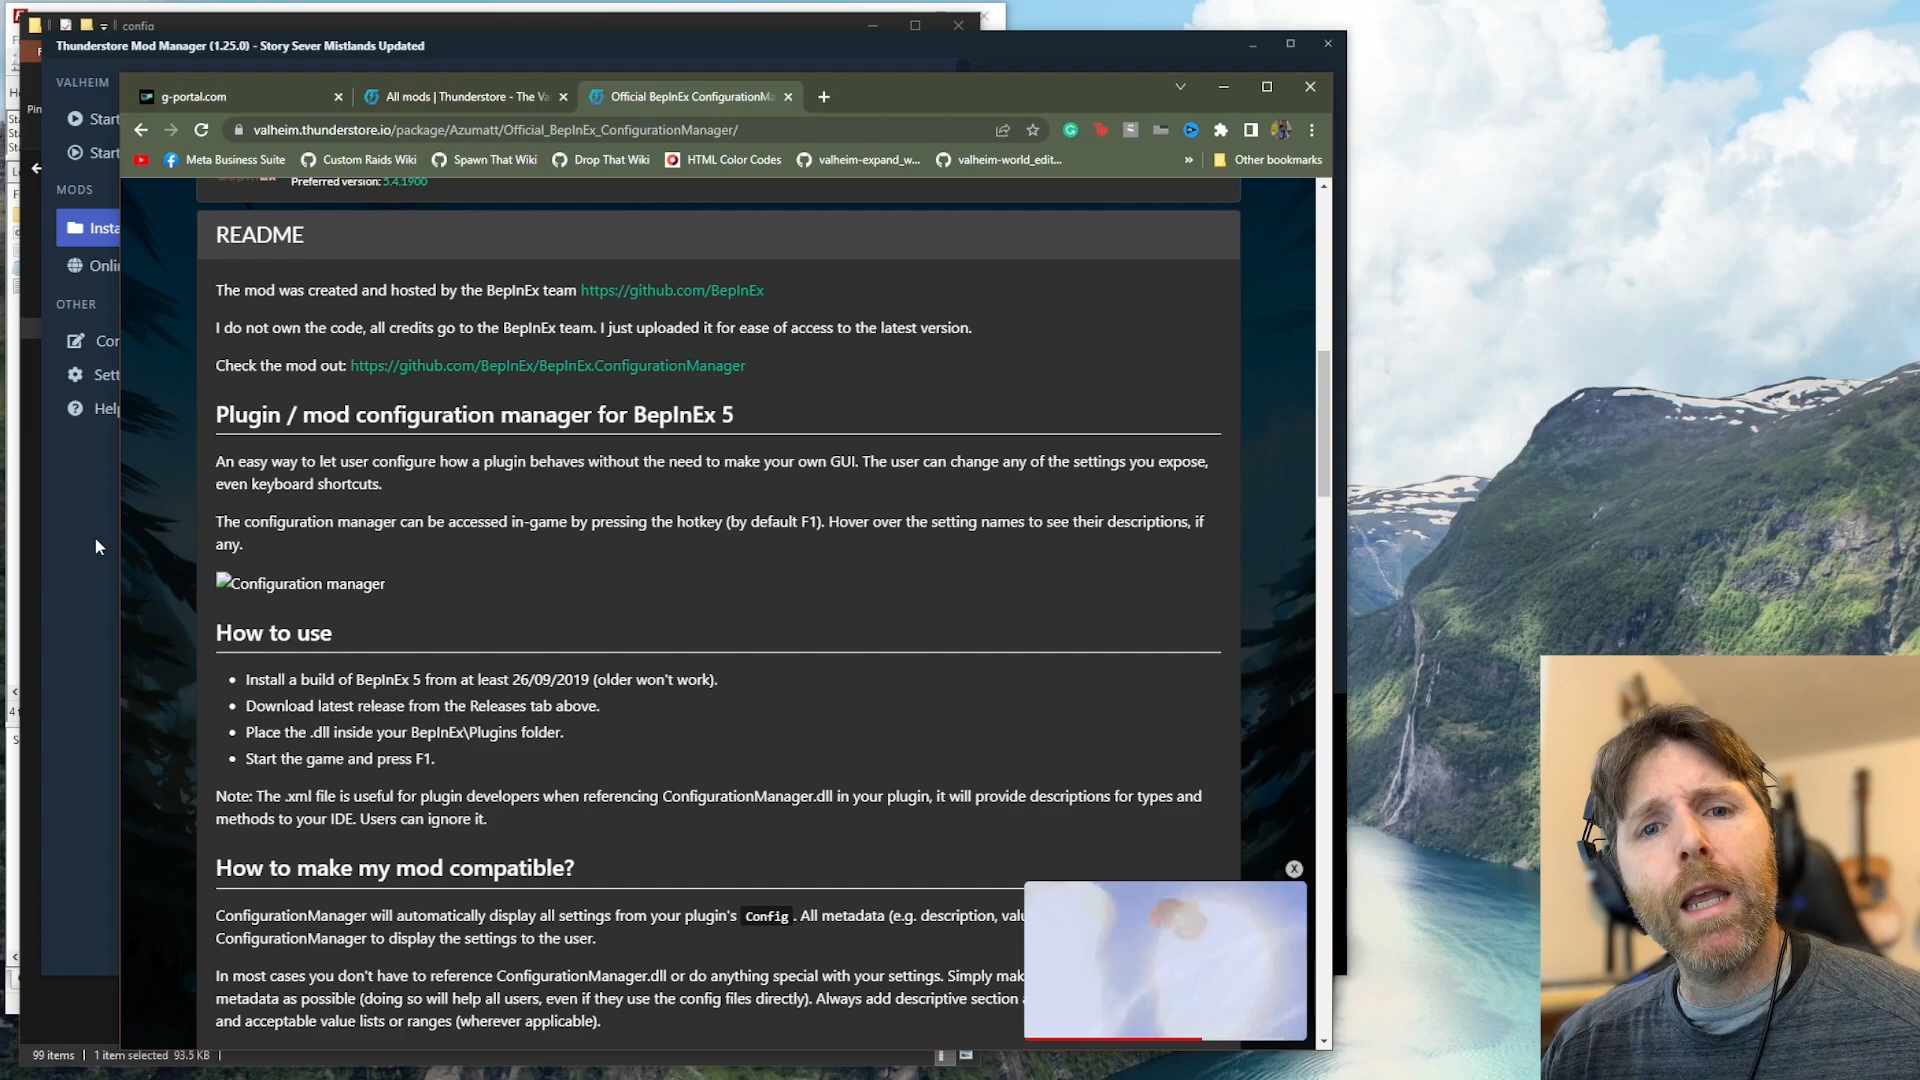 config
Thunderstore Mod Manager (1.25.0) - Story Sever Mistlands Updated
VALHEIM
g-portal.com
All mods | Thunderstore - The Va
Official BepInEx ConfigurationMa
Pin
Start
valheim.thunderstore.io/package/Azumatt/Official_BepInEx_ConfigurationManager/
Start
Meta Business Suite
Custom Raids Wiki
Spawn That Wiki
Drop That Wiki
HTML Color Codes
valheim-expand_w...
valheim-world_edit...
»
Other bookmarks
MODS
Preferred version: 5.4.1900
Insta
README
Onli
The mod was created and hosted by the BepInEx team https://github.com/BepInEx
OTHER
I do not own the code, all credits go to the BepInEx team. I just uploaded it for ease of access to the latest version.
Con
Check the mod out: https://github.com/BepInEx/BepInEx.ConfigurationManager
Sett
Help
Plugin / mod configuration manager for BepInEx 5
An easy way to let user configure how a plugin behaves without the need to make your own GUI. The user can change any of the settings you expose,
even keyboard shortcuts.
The configuration manager can be accessed in-game by pressing the hotkey (by default F1). Hover over the setting names to see their descriptions, if
any.
Configuration manager
How to use
• Install a build of BepInEx 5 from at least 26/09/2019 (older won't work).
• Download latest release from the Releases tab above.
• Place the .dll inside your BepInEx\Plugins folder.
• Start the game and press F1.
Note: The .xml file is useful for plugin developers when referencing ConfigurationManager.dll in your plugin, it will provide descriptions for types and
methods to your IDE. Users can ignore it.
How to make my mod compatible?
X
ConfigurationManager will automatically display all settings from your plugin's Config. All metadata (e.g. description, valu
ConfigurationManager to display the settings to the user.
In most cases you don't have to reference ConfigurationManager.dll or do anything special with your settings. Simply mak
metadata as possible (doing so will help all users, even if they use the config files directly). Always add descriptive section
and acceptable value lists or ranges (wherever applicable).
99 items | 1 item selected 93.5 KB |